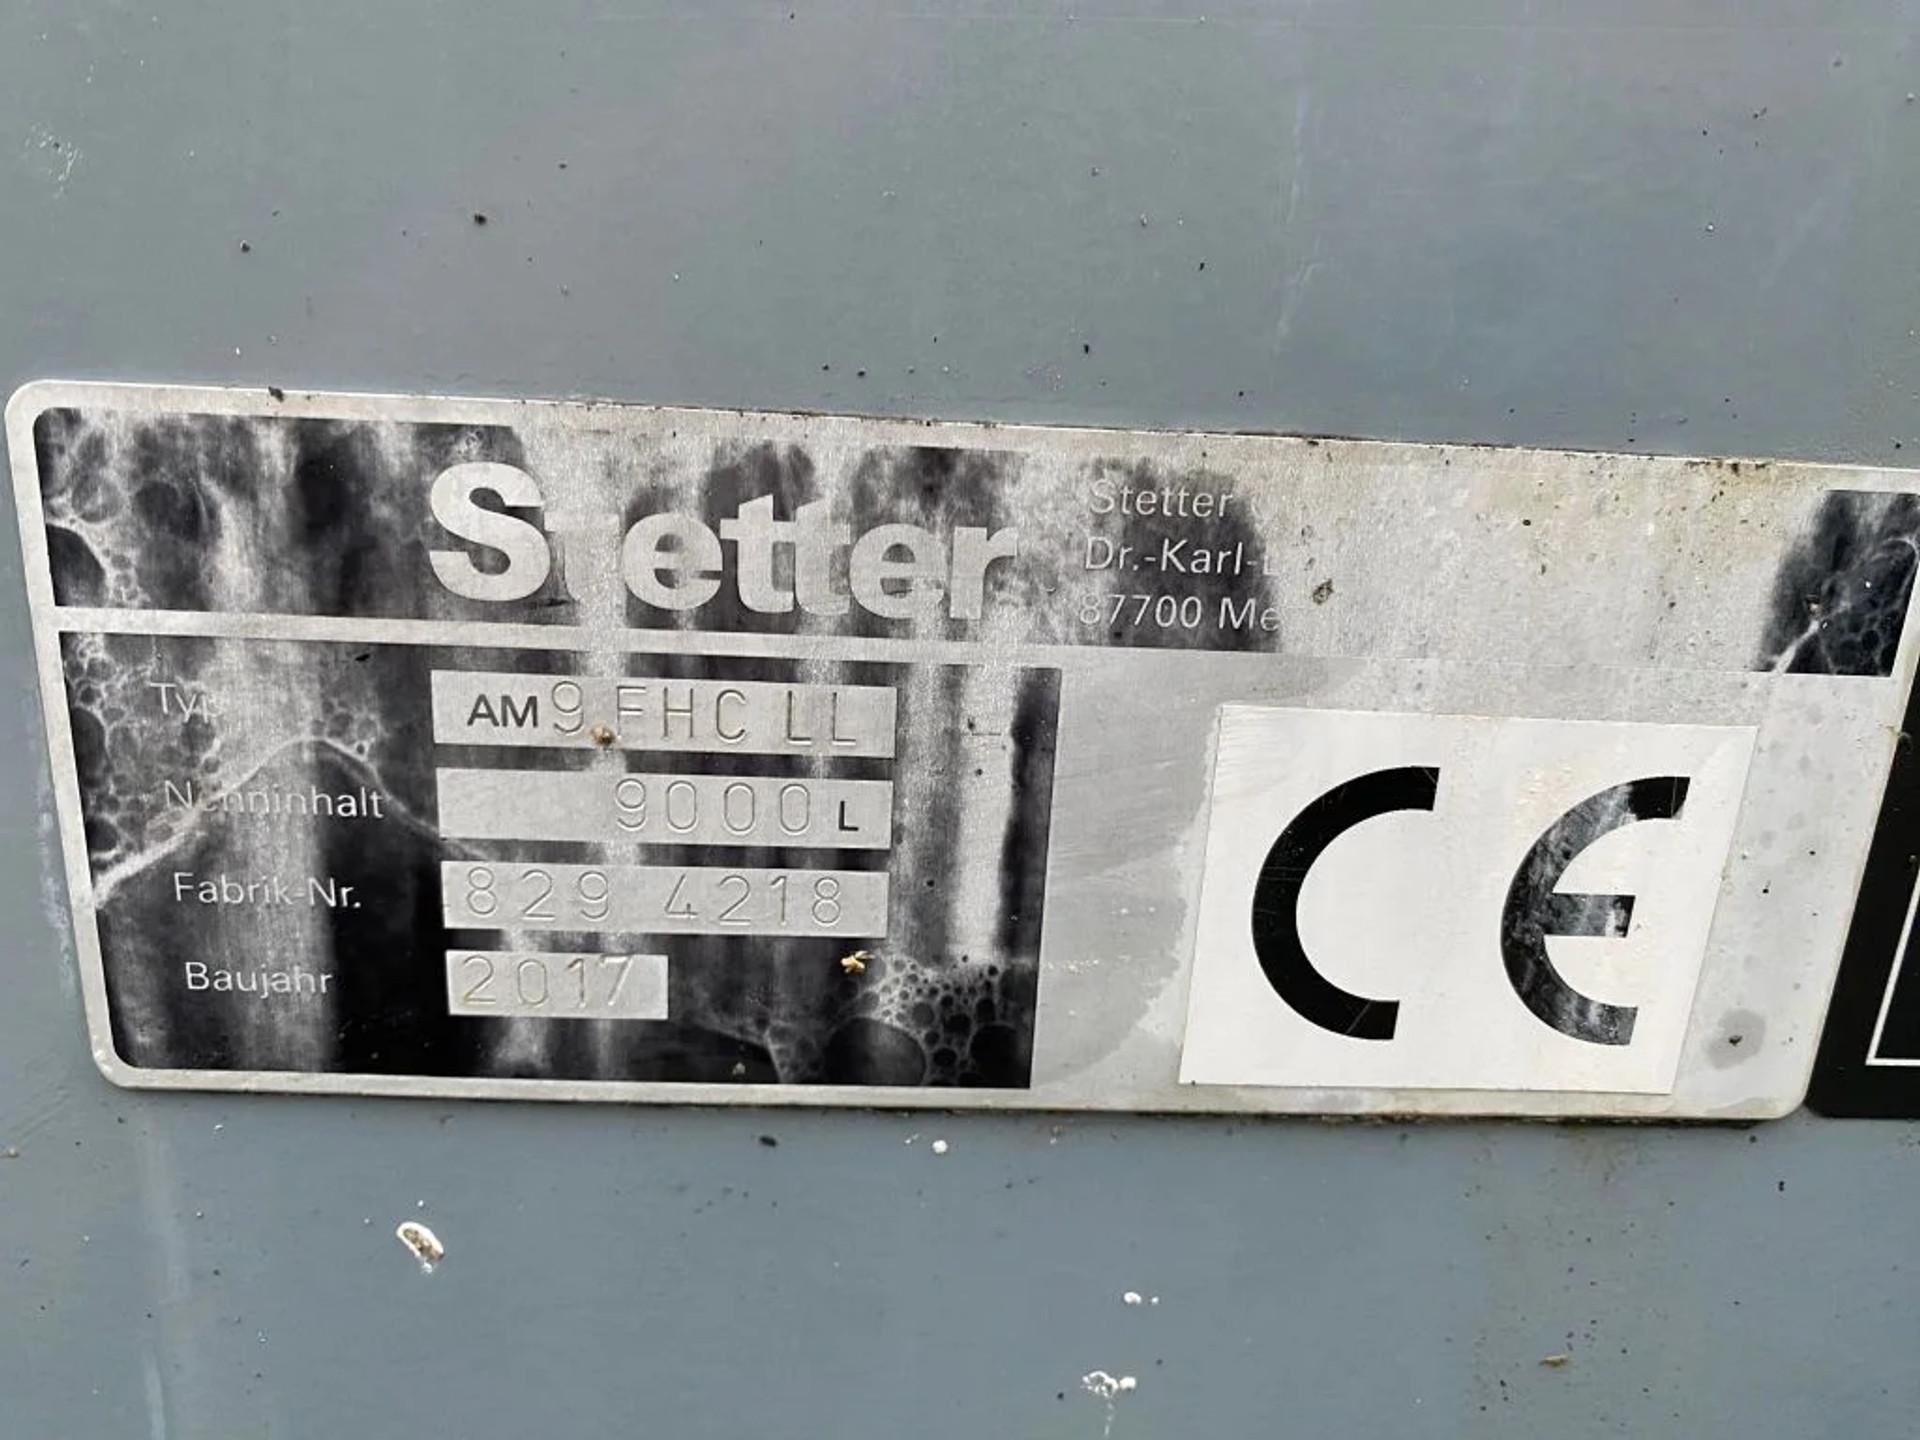 Stetter
Stetter
Dr.-Karl-
87700
AM 9 FHC LL
Nenninhalt 9000 L
Fabrik-Nr. 829 4218
Baujahr 2017
CE